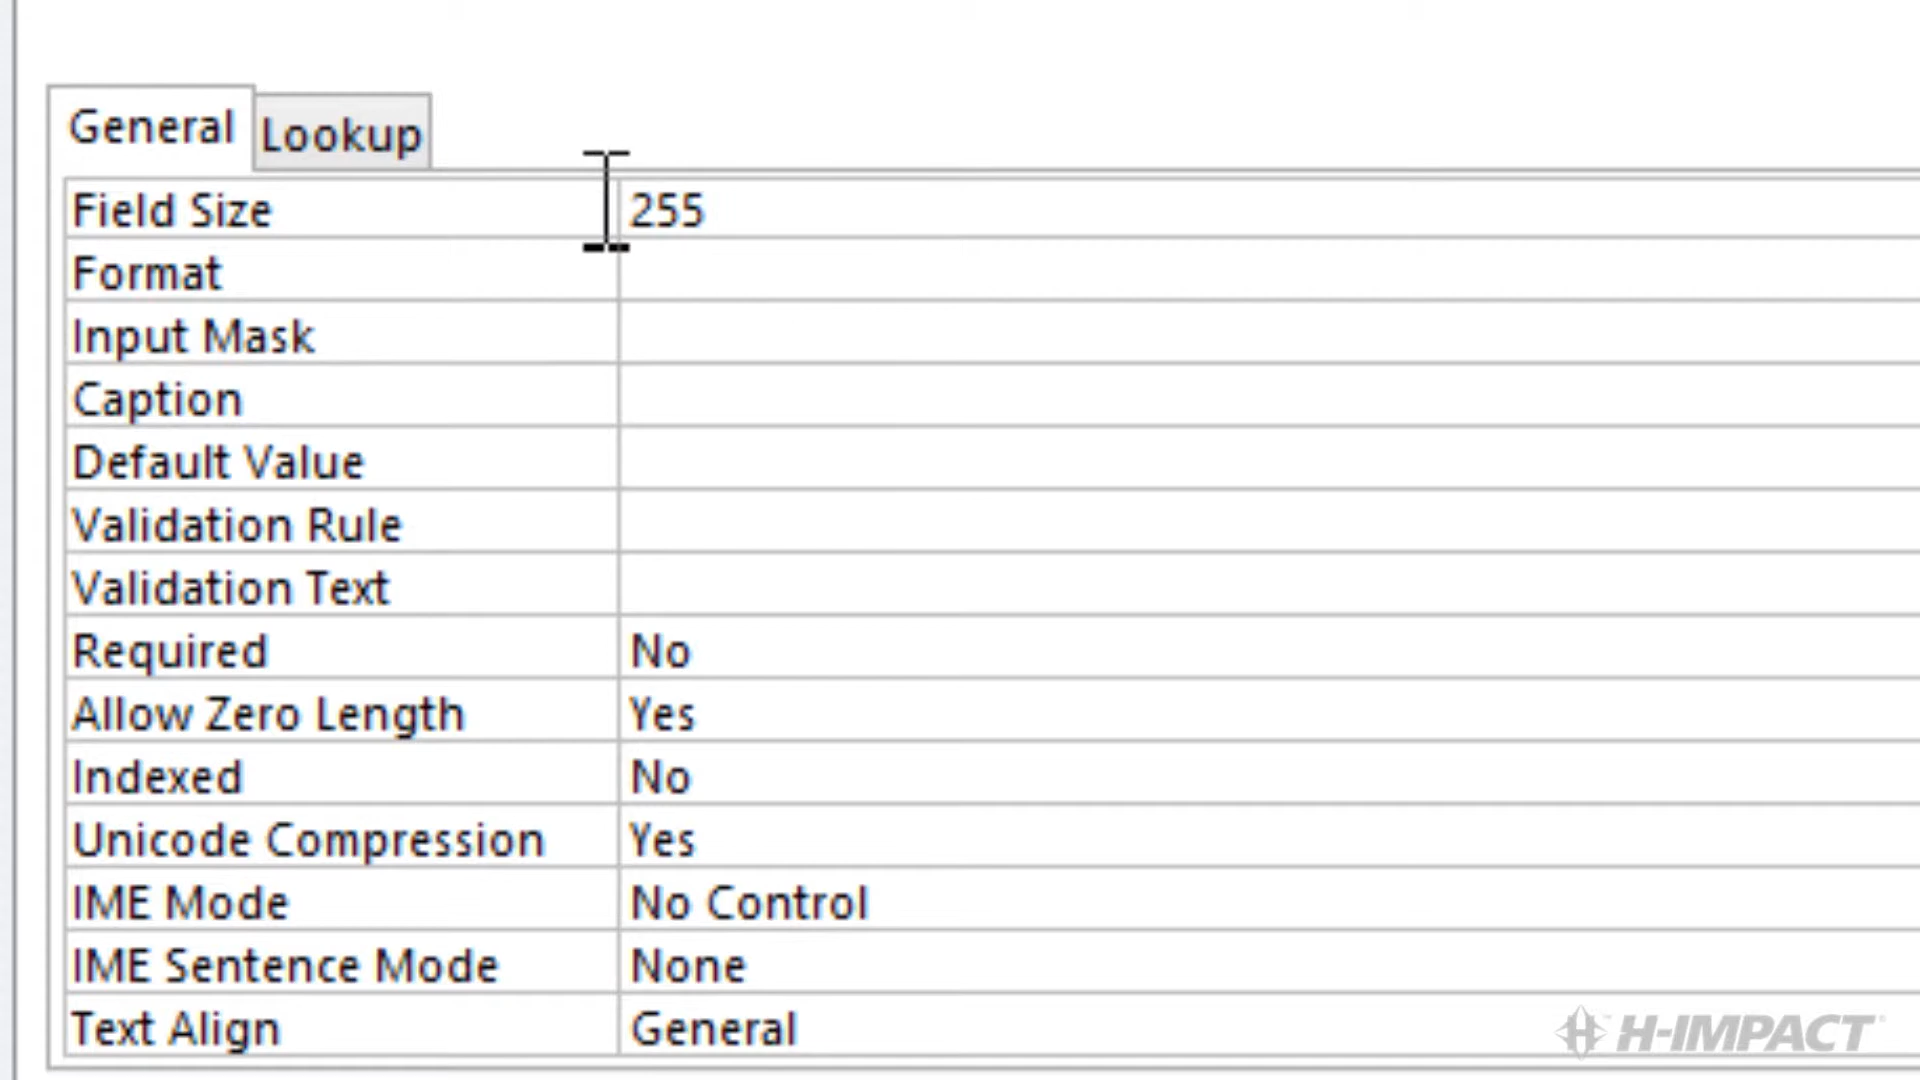 General Lookup
Field Size 255
Format
Input Mask
Caption
Default Value
Validation Rule
Validation Text
Required No
Allow Zero Length Yes
Indexed No
Unicode Compression Yes
IME Mode No Control
IME Sentence Mode None
Text Align General
H-IMPACT